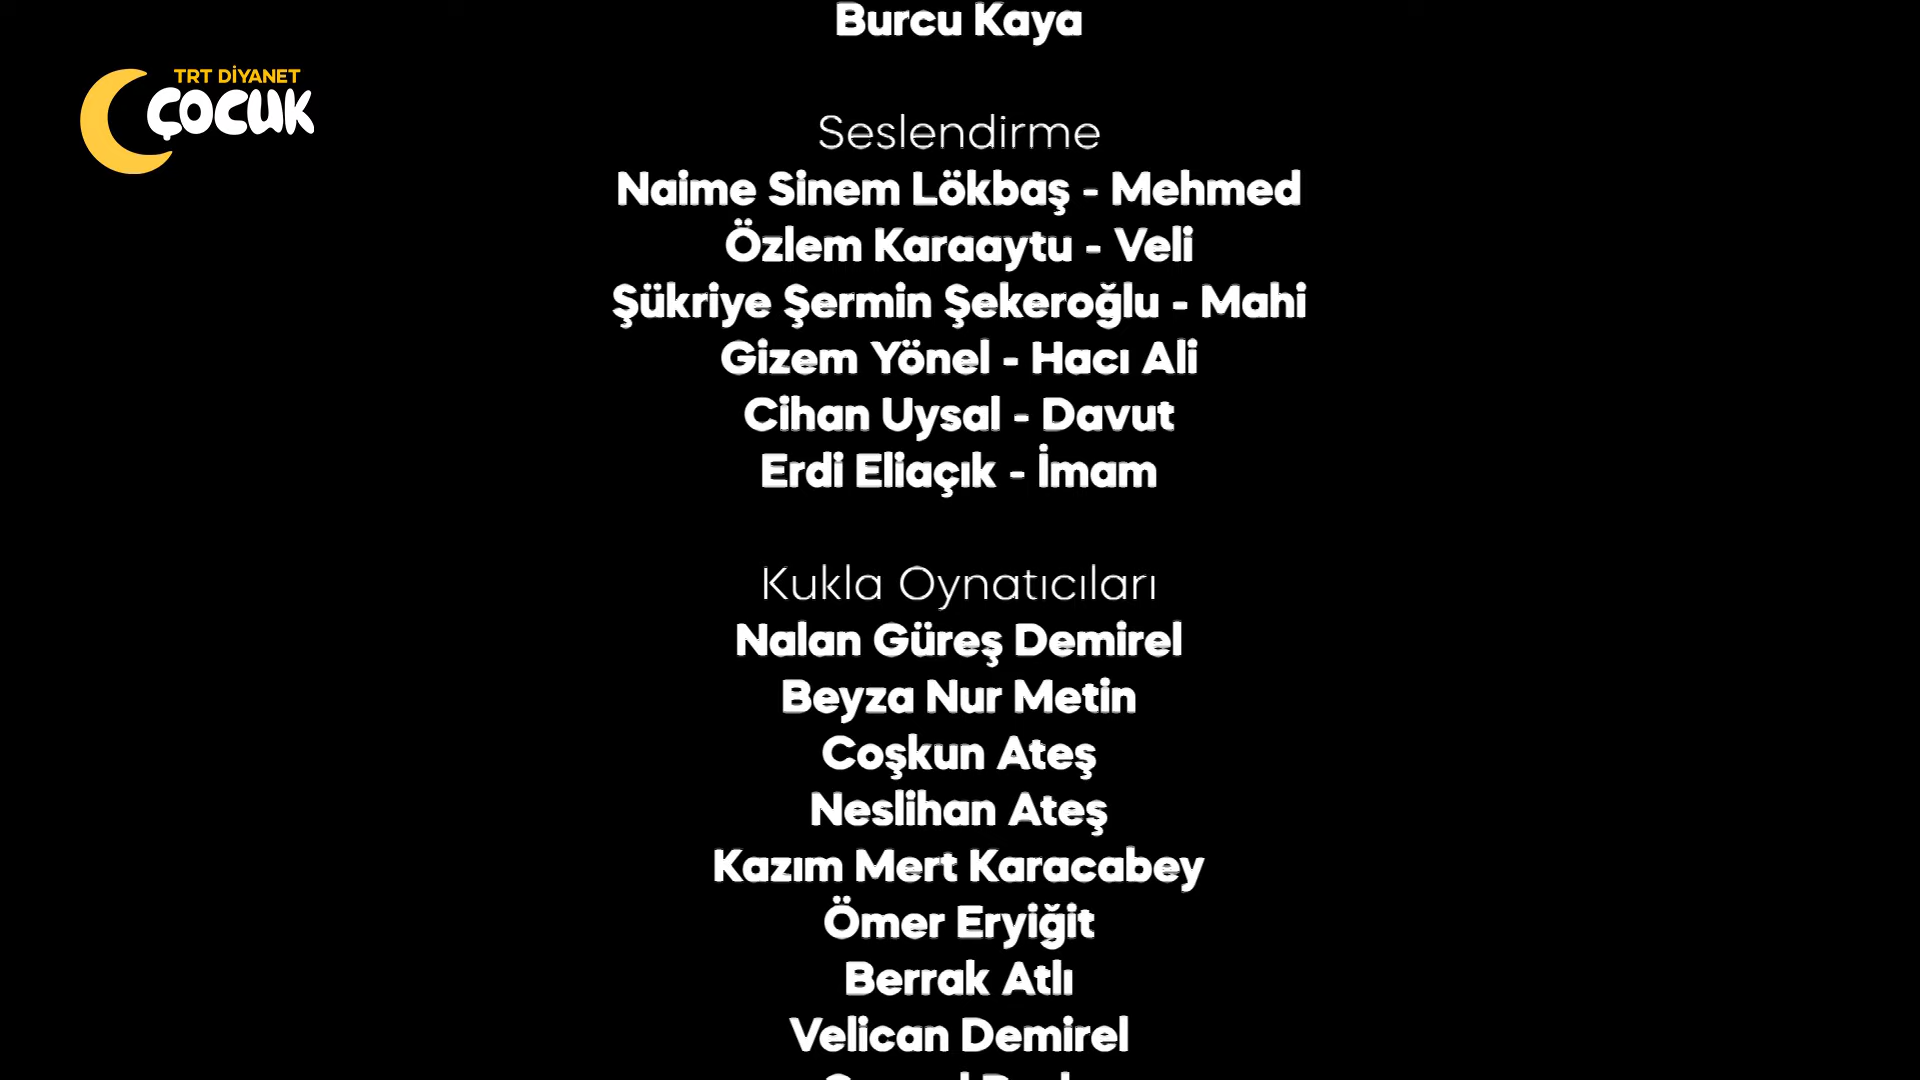 Burcu Kaya
TRT DİYANET
ÇOCUK
Seslendirme
Naime Sinem Lökbaş - Mehmed
Özlem Karaaytu - Veli
Şükriye Şermin Şekeroğlu - Mahi
Gizem Yönel - Hacı Ali
Cihan Uysal - Davut
Erdi Eliaçık - İmam
Kukla Oynatıcıları
Nalan Güreş Demirel
Beyza Nur Metin
Coşkun Ateş
Neslihan Ateş
Kazım Mert Karacabey
Ömer Eryiğit
Berrak Atlı
Velican Demirel